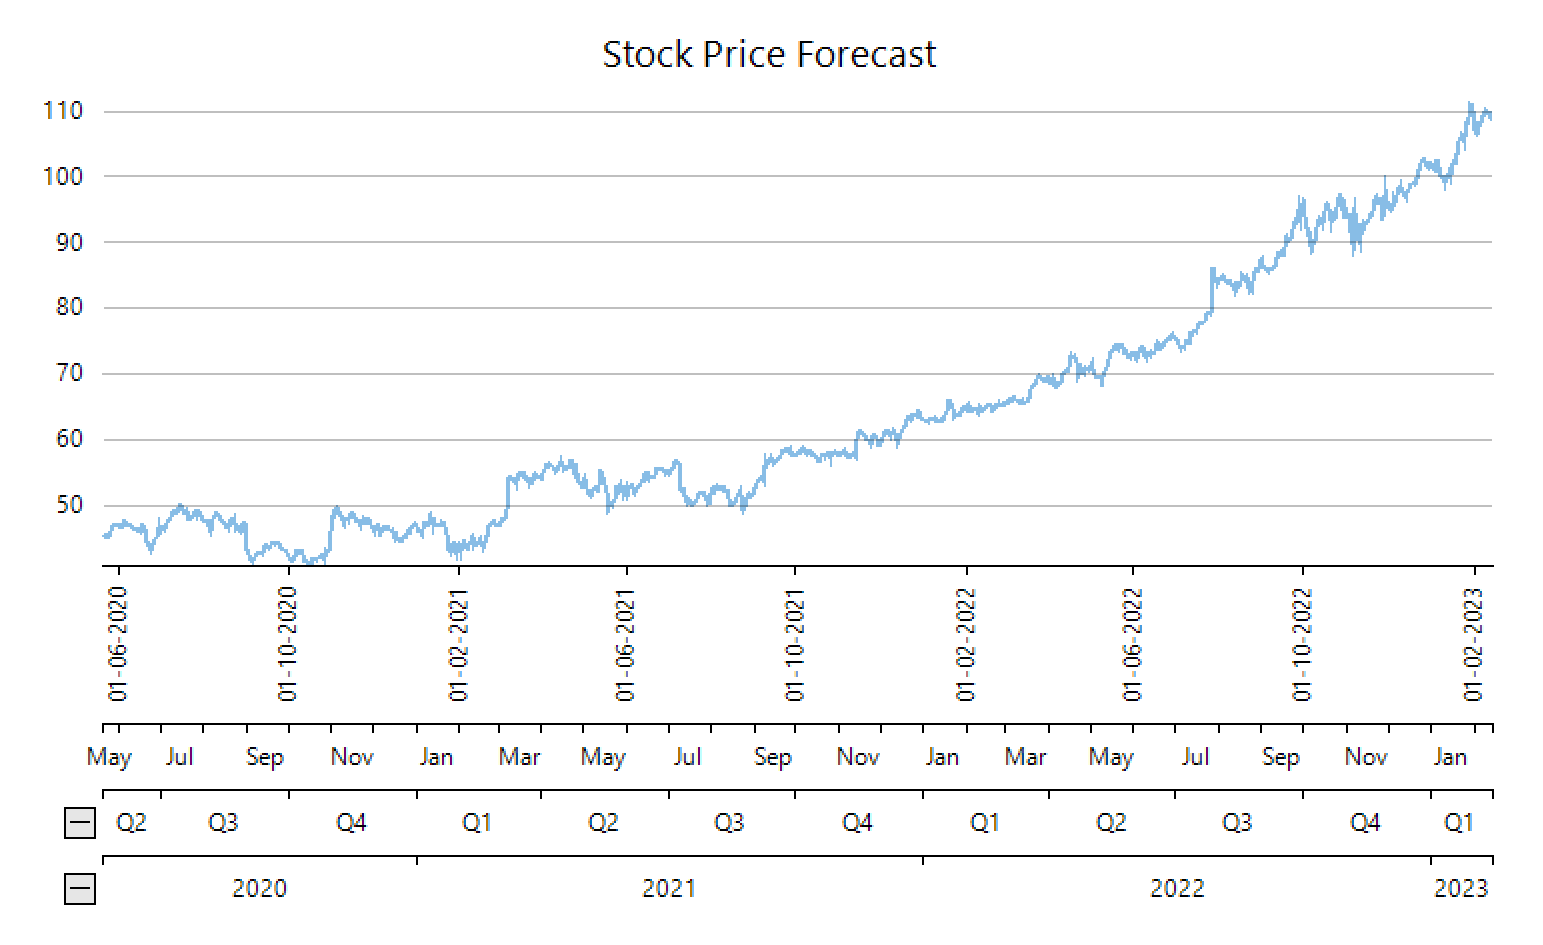 Stock Price Forecast
110
100
90
80
70
60
50
01-06-2020 01-10-2020 01-02-2021 01-06-2021 01-10-2021 01-02-2022 01-06-2022 01-10-2022 01-02-2023
May Jul Sep Nov Jan Mar May Jul Sep Nov Jan Mar May Jul Sep Nov Jan
Q2 Q3 Q4 Q1 Q2 Q3 Q4 Q1 Q2 Q3 Q4 Q1
2020 2021 2022 2023